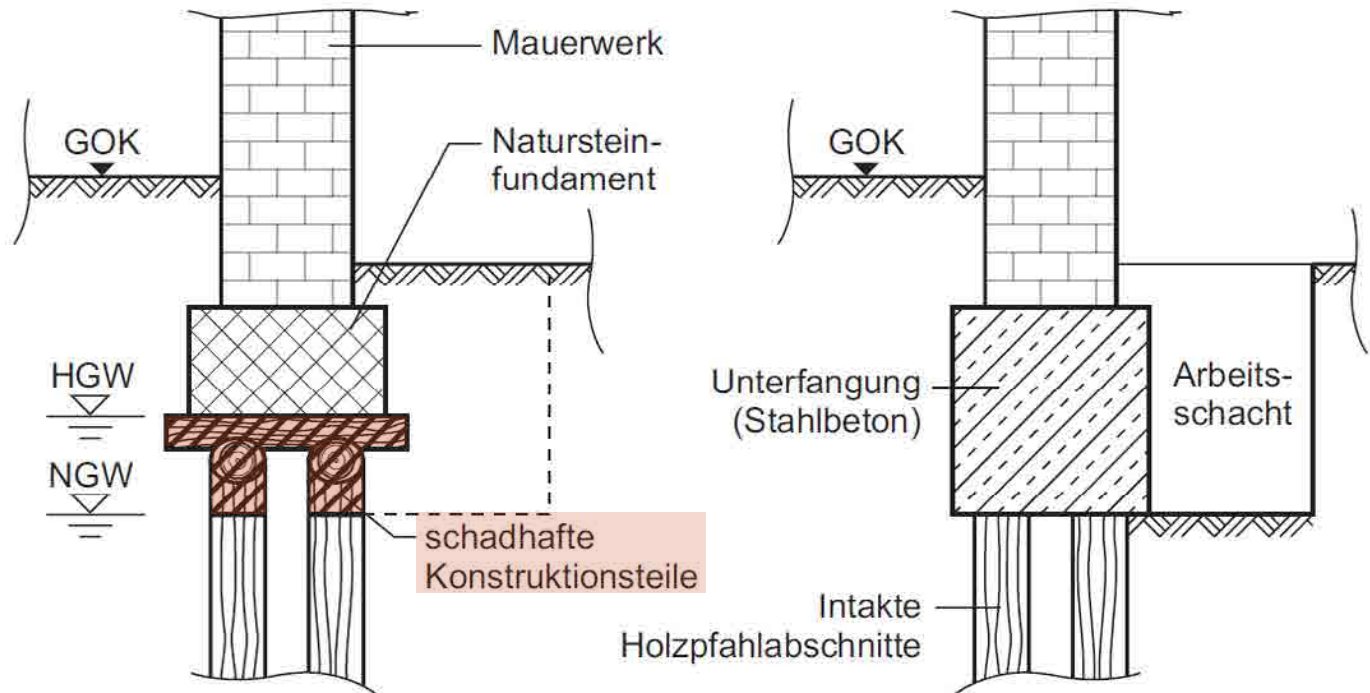 Mauerwerk
GOK
Naturstein-
fundament
HGW
NGW
schadhafte
Konstruktionsteile
GOK
Unterfangung
(Stahlbeton)
Arbeits-
schacht
Intakte
Holzpfahlabschnitte